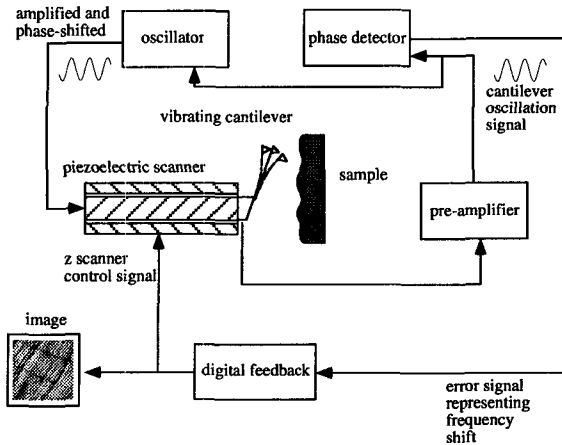 amplified and
phase-shifted
oscillator
phase detector
cantilever
oscillation
signal
vibrating cantilever
piezoelectric scanner
sample
pre-amplifier
z scanner
control signal
image
digital feedback
error signal
representing
frequency
shift